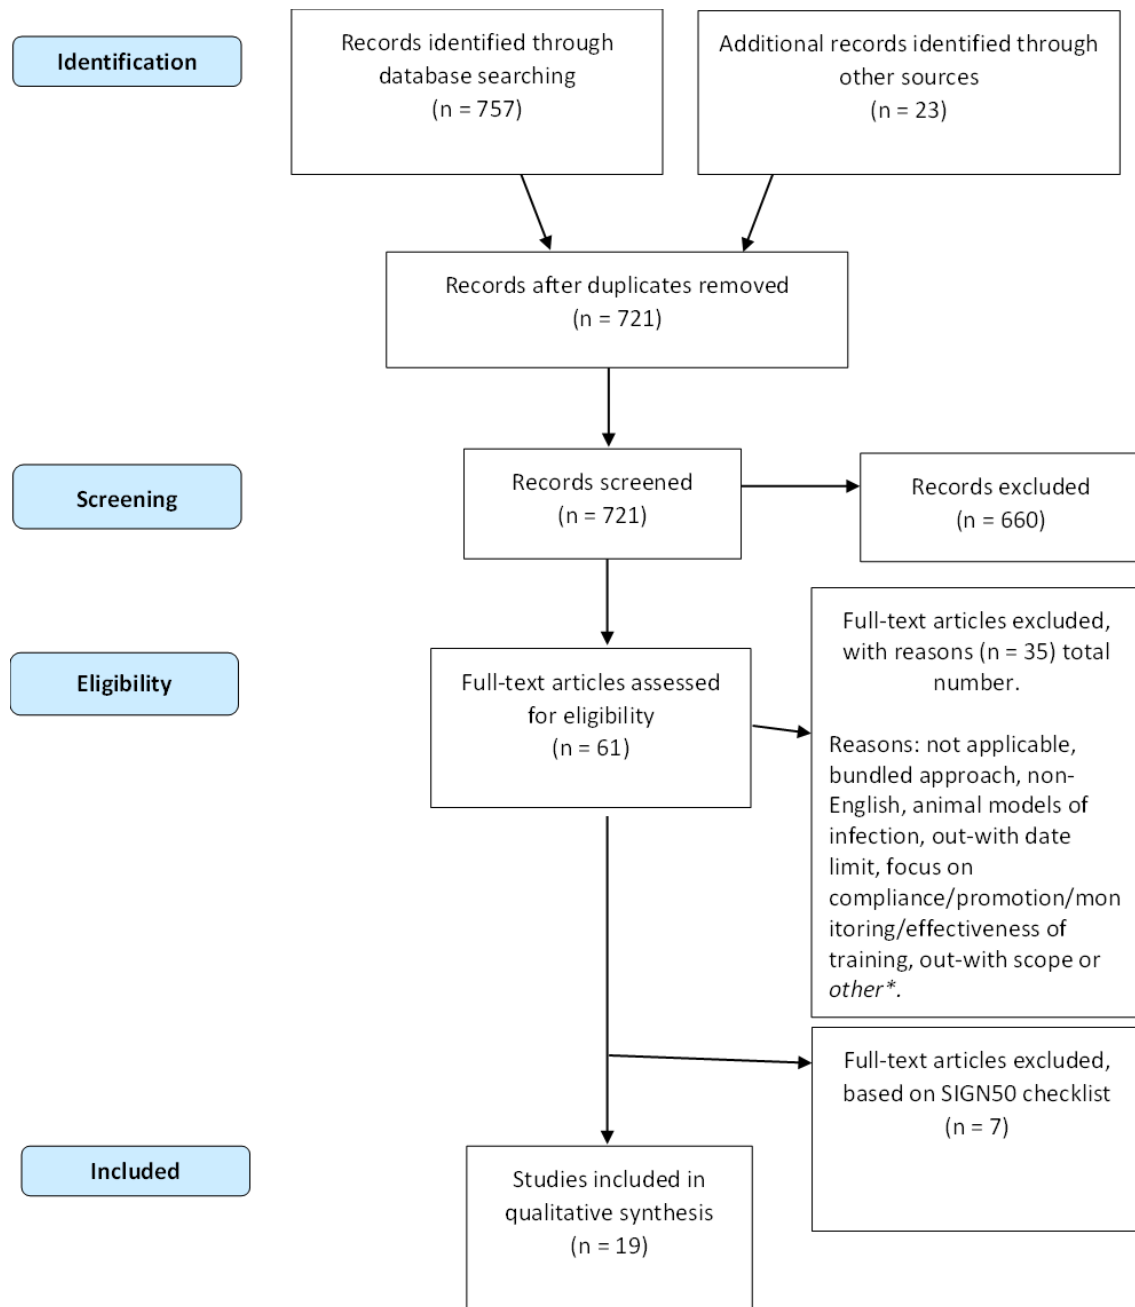 Identification
Records identified through
database searching
(n = 757)
Additional records identified through
other sources
(n = 23)
Records after duplicates removed
(n = 721)
Screening
Records screened
(n = 721)
Records excluded
(n = 660)
Eligibility
Full-text articles assessed
for eligibility
(n = 61)
Full-text articles excluded,
with reasons (n = 35) total
number.
Reasons: not applicable,
bundled approach, non-
English, animal models of
infection, out-with date
limit, focus on
compliance/promotion/mon
itoring/effectiveness of
training, out-with scope or
other*.
Full-text articles excluded,
based on SIGN50 checklist
(n = 7)
Included
Studies included in
qualitative synthesis
(n = 19)